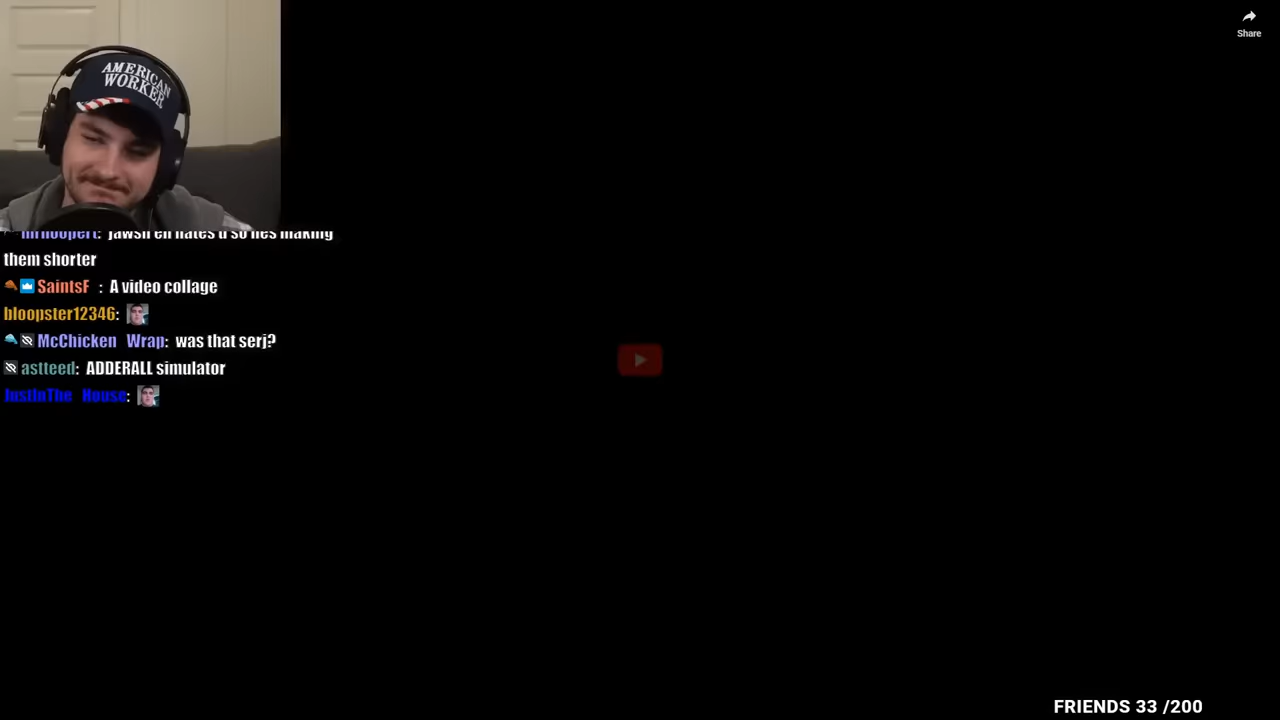 Share
AMERICAN
WORKER
them shorter
SaintsF : A video collage
bloopster12346:
McChicken Wrap: was that serj?
astteed: ADDERALL simulator
JustInThe House:
FRIENDS 33 /200